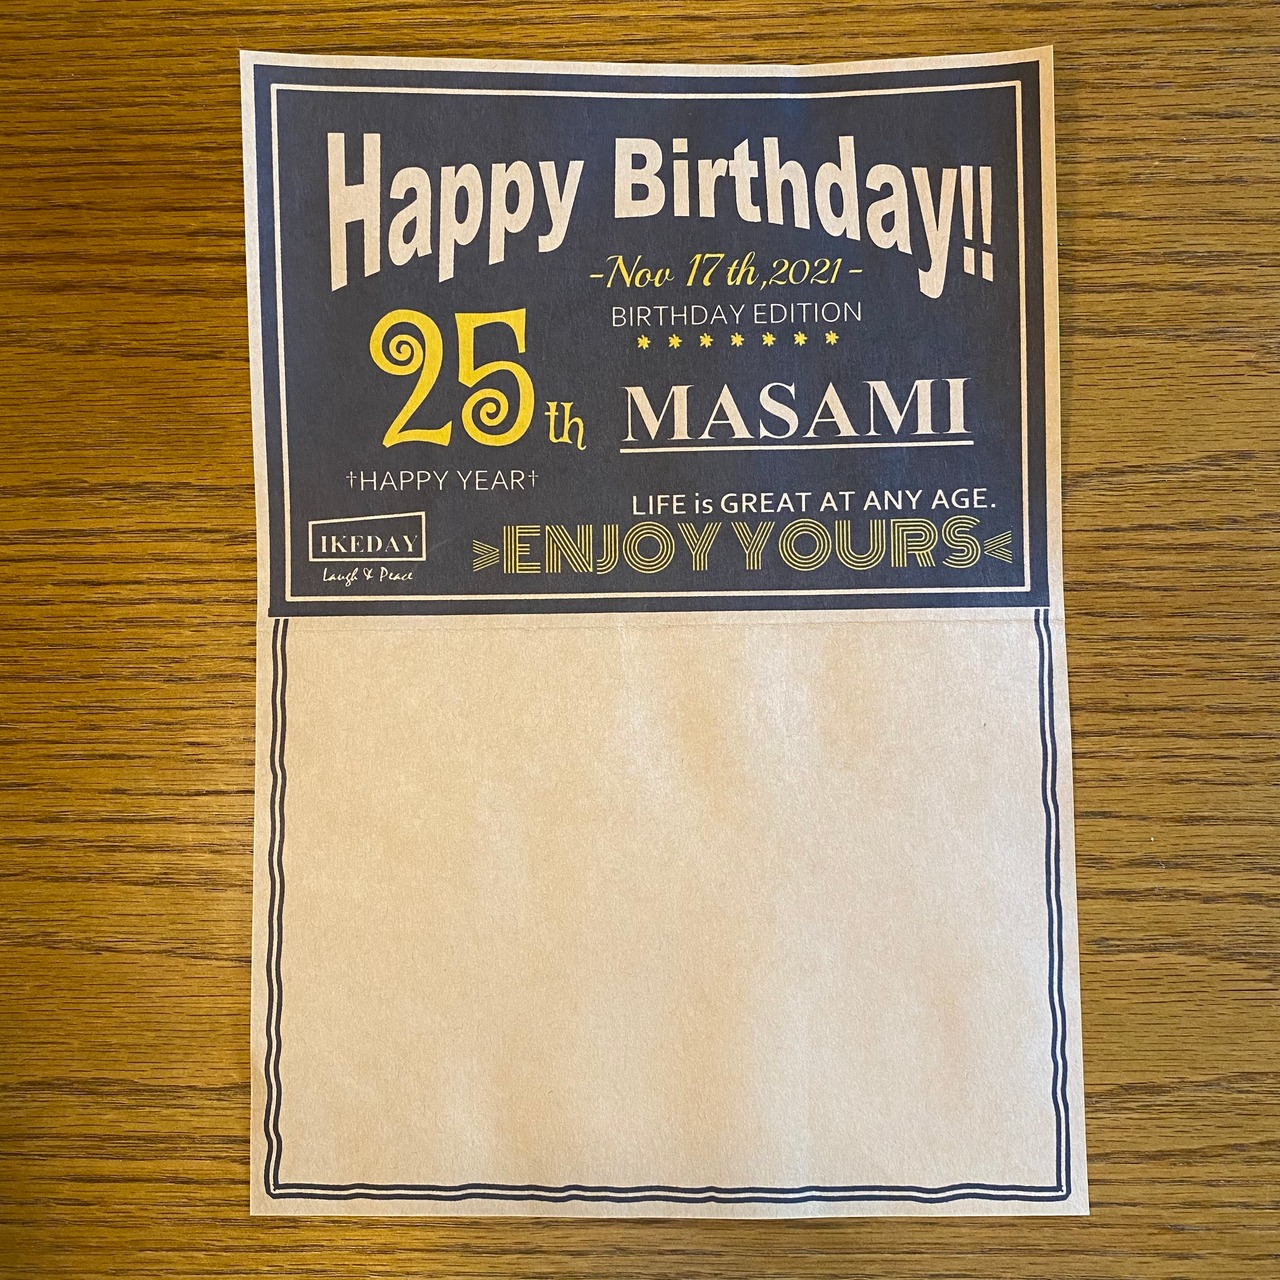 Happy Birthday!!
-Nov 17th,2021-
BIRTHDAY EDITION
*******
25th
MASAMI
†HAPPY YEAR†
LIFE is GREAT AT ANY AGE.
>ENJOY YOURS<
IKEDAY
Laugh & Peace